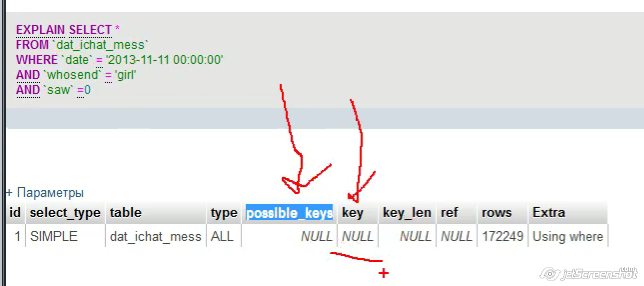 EXPLAIN SELECT *
FROM `dat_ichat_mess`
WHERE `date` = '2013-11-11 00:00:00'
AND `whosend` = 'girl'
AND `saw` =0
+ Параметры
id select_type table type possible_keys key key_len ref rows Extra
1 SIMPLE dat_ichat_mess ALL NULL NULL NULL NULL 172249 Using where
+
jetScreenshot